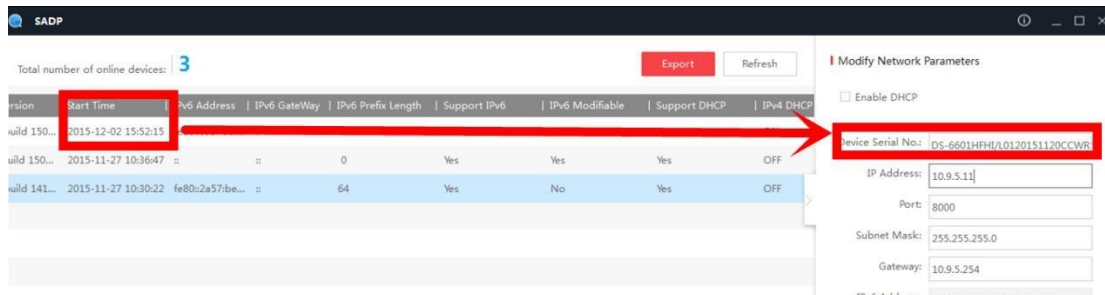 SADP
Total number of online devices: 3
Export
Refresh
Start Time | IPv6 Address | IPv6 GateWay | IPv6 Prefix Length | Support IPv6 | IPv6 Modifiable | Support DHCP | IPv4 DHCP
150... 2015-12-02 15:52:15
150... 2015-11-27 10:36:47 :: :: 0 Yes Yes Yes OFF
141... 2015-11-27 10:30:22 fe80::2a57:be... :: 64 Yes No Yes OFF
Modify Network Parameters
Enable DHCP
Device Serial No.: DS-6601HFHI/L0120151120CCWR
IP Address: 10.9.5.11
Port: 8000
Subnet Mask: 255.255.255.0
Gateway: 10.9.5.254